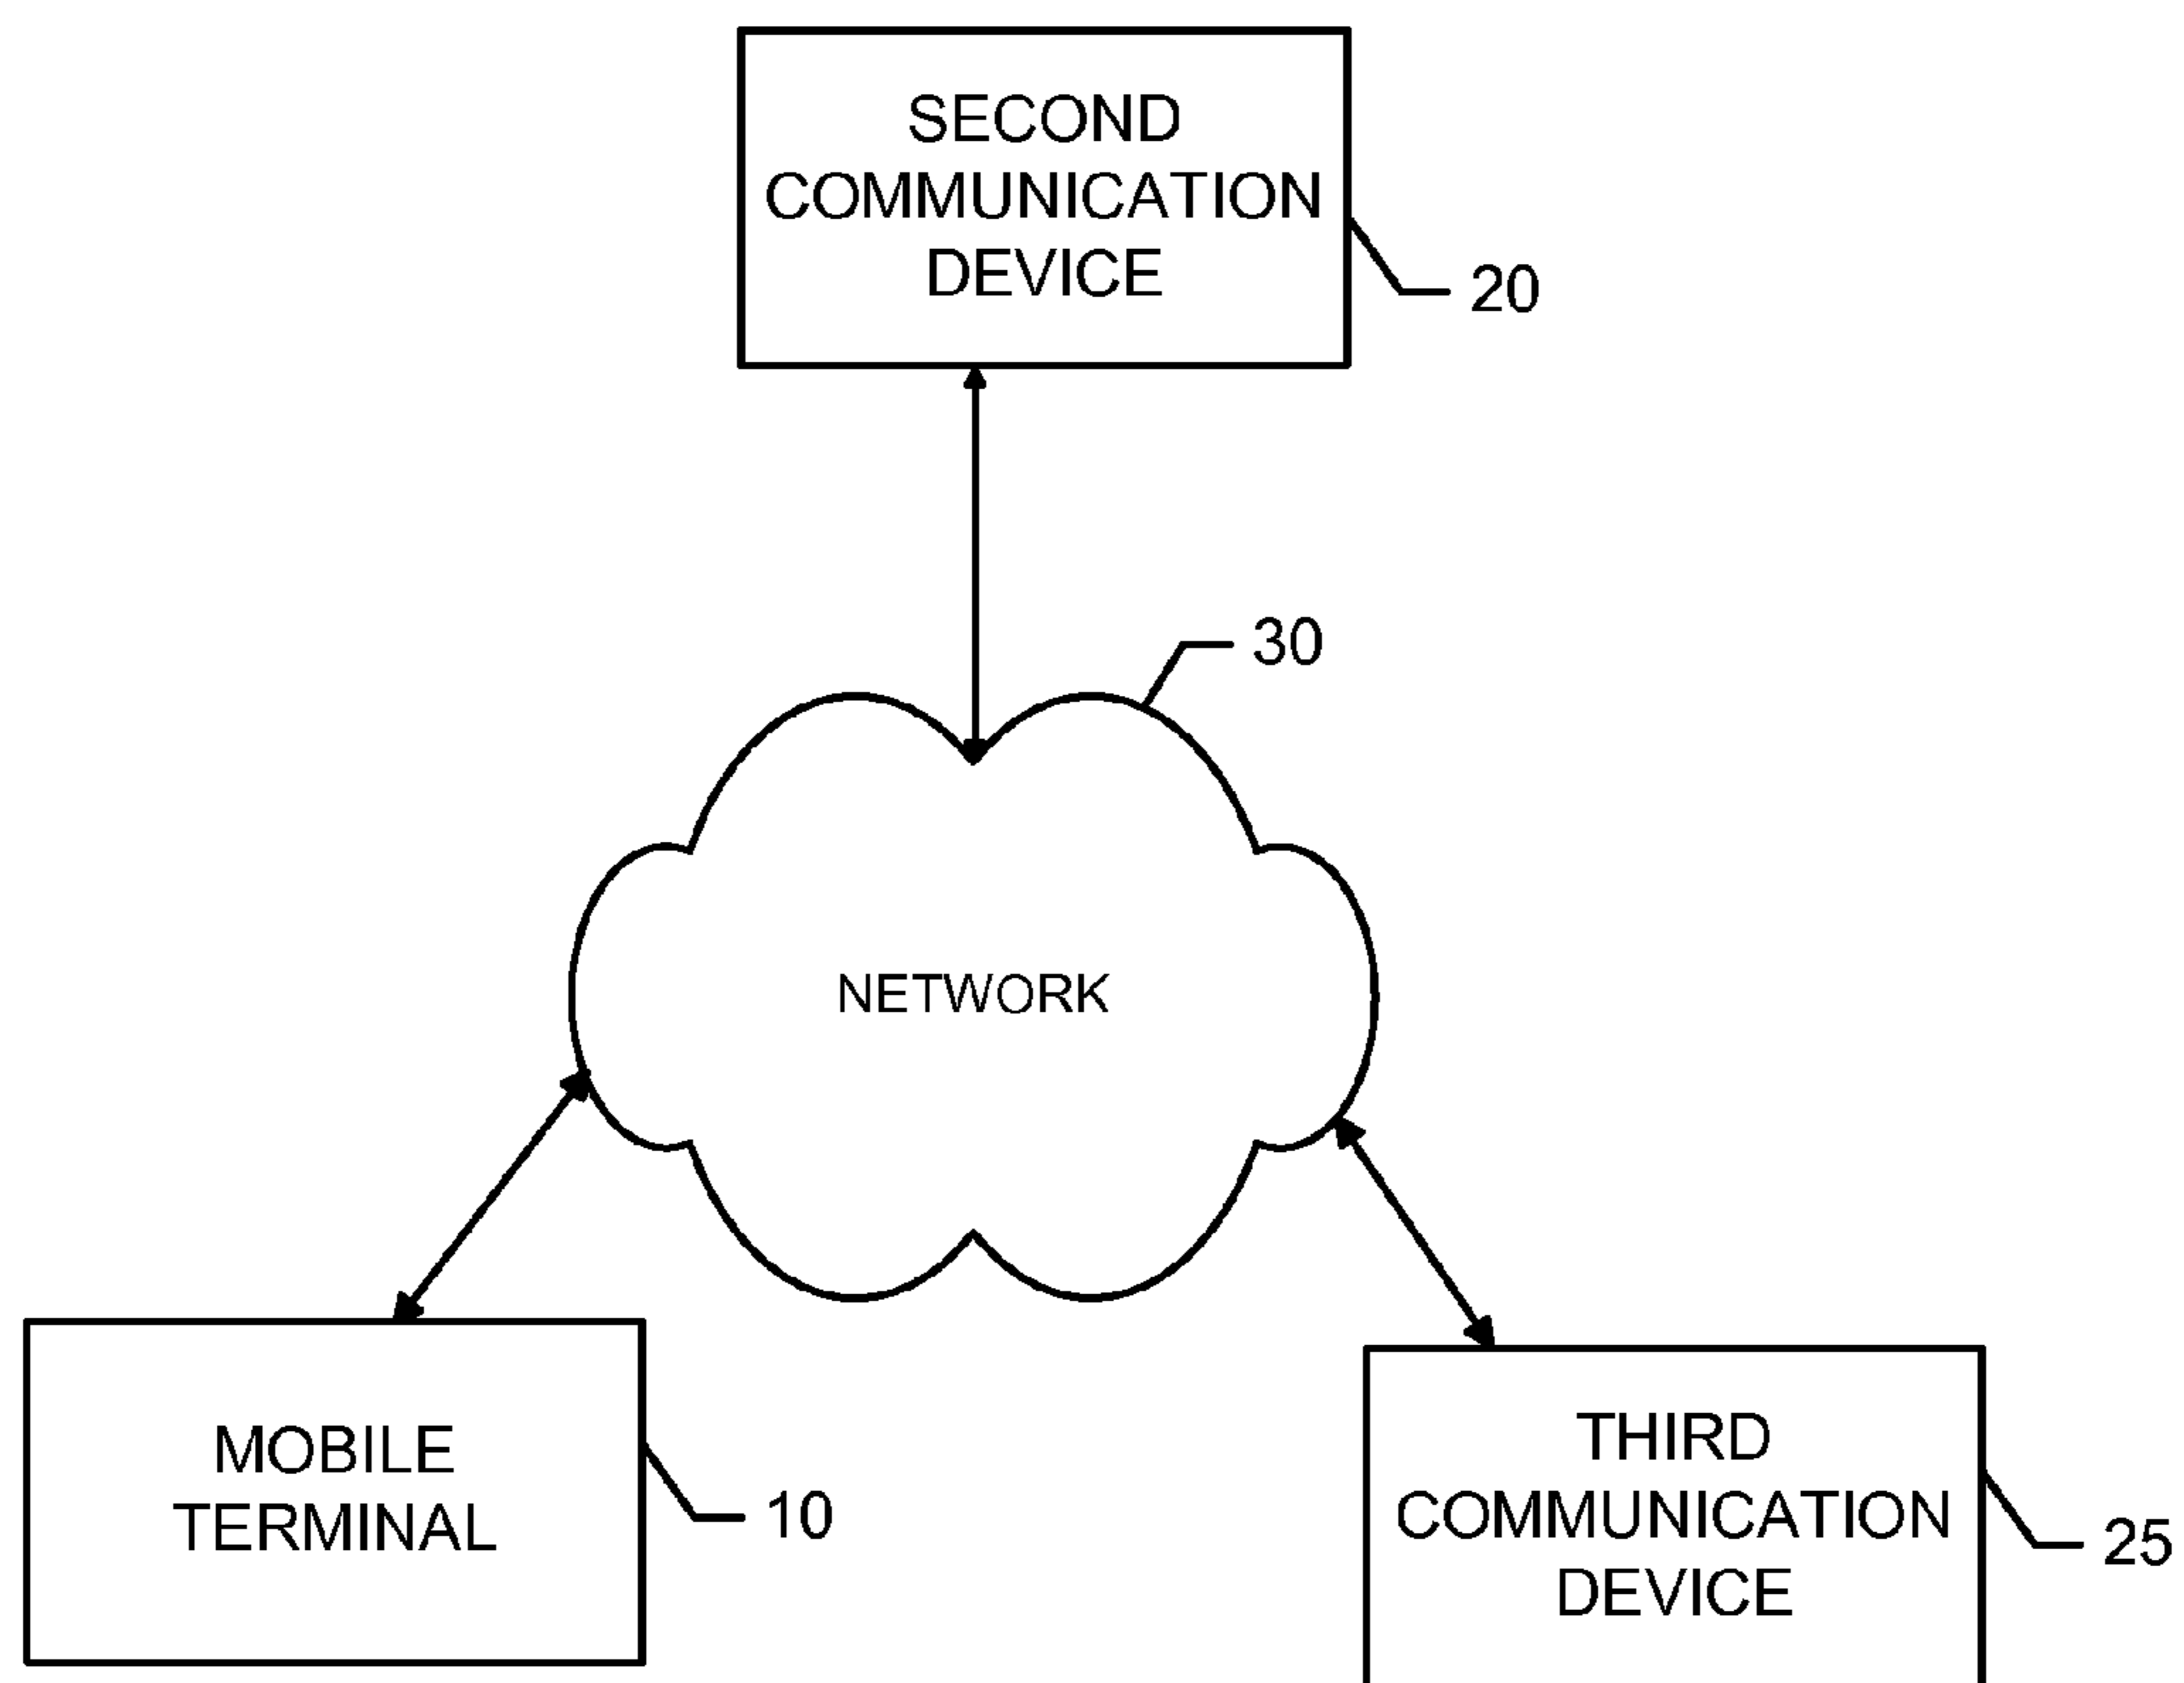 SECOND
COMMUNICATION
DEVICE
20
30
NETWORK
MOBILE
TERMINAL
10
THIRD
COMMUNICATION
DEVICE
25